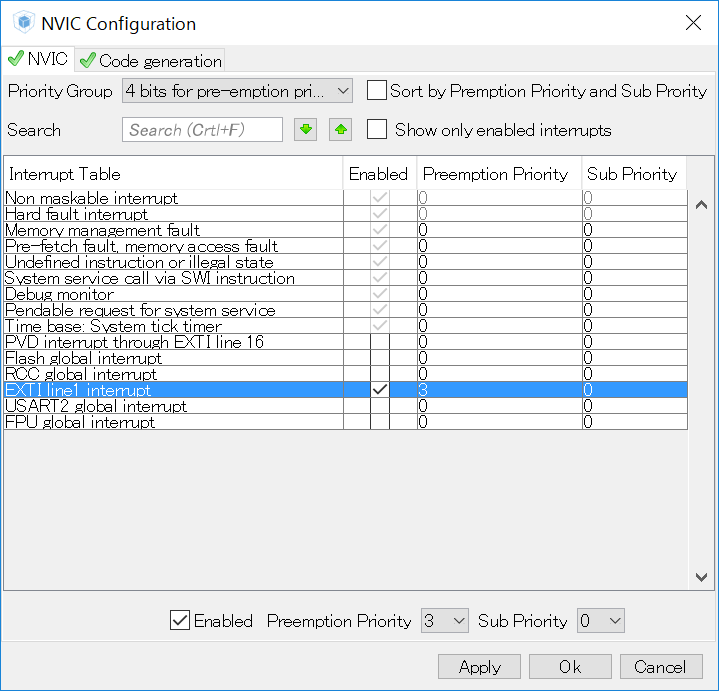 NVIC Configuration
NVIC Code generation
Priority Group 4 bits for pre-emption pri... Sort by Premption Priority and Sub Prority
Search Search (Crtl+F) Show only enabled interrupts
Interrupt Table Enabled Preemption Priority Sub Priority
Non maskable interrupt 0 0
Hard fault interrupt 0 0
Memory management fault 0 0
Pre-fetch fault, memory access fault 0 0
Undefined instruction or illegal state 0 0
System service call via SWI instruction 0 0
Debug monitor 0 0
Pendable request for system service 0 0
Time base: System tick timer 0 0
PVD interrupt through EXTI line 16 0 0
Flash global interrupt 0 0
RCC global interrupt 0 0
EXTI line1 interrupt 3 0
USART2 global interrupt 0 0
FPU global interrupt 0 0
Enabled Preemption Priority 3 Sub Priority 0
Apply Ok Cancel